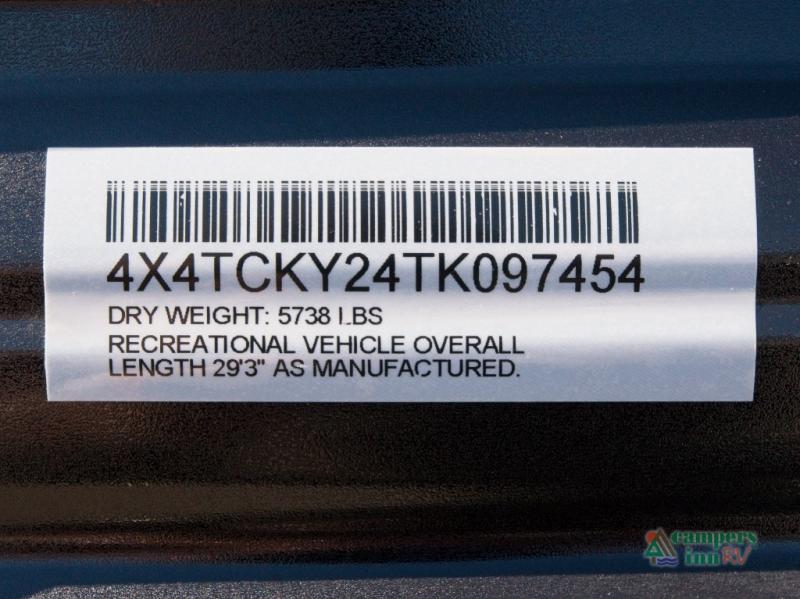 4X4TCKY24TK097454
DRY WEIGHT: 5738 LBS
RECREATIONAL VEHICLE OVERALL
LENGTH 29'3" AS MANUFACTURED.
campers
inn RV